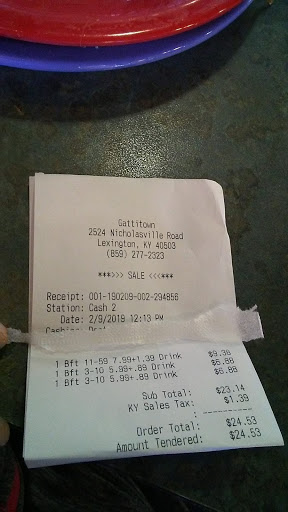 Gattitown
2524 Nicholasville Road
Lexington, KY 40503
(859) 277-2323
***>>> SALE <<<***
Receipt: 001-190209-002-294856
Station: Cash 2
Date: 2/9/2019 12:13 PM
1 Bft 11-59 7.99+1.39 Drink $9.38
1 Bft 3-10 5.99+.89 Drink $6.88
1 Bft 3-10 5.99+.89 Drink $6.88
Sub Total: $23.14
KY Sales Tax: $1.39
Order Total: $24.53
Amount Tendered: $24.53